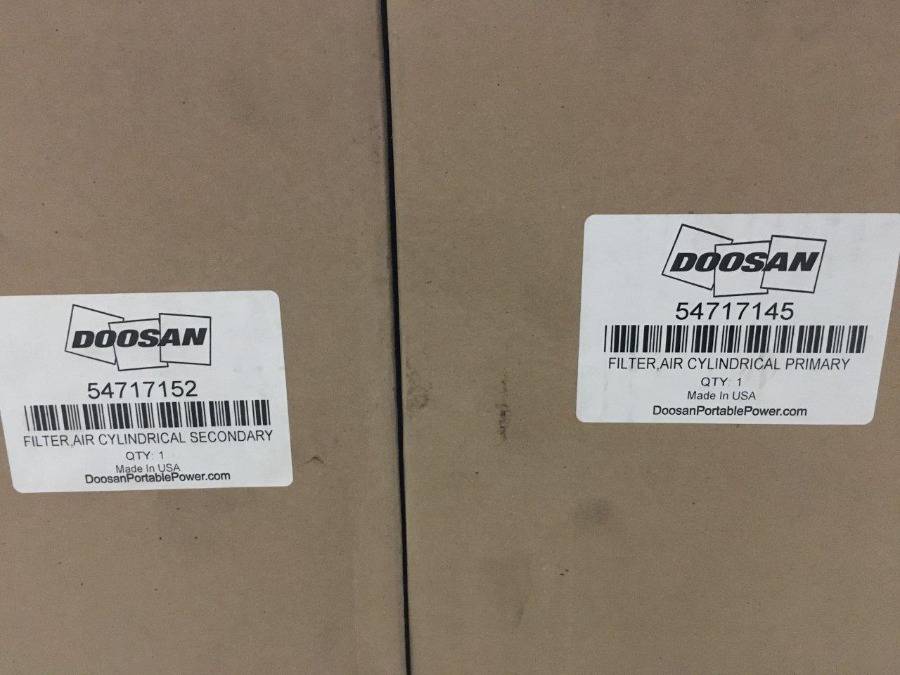 DOOSAN
54717152
FILTER,AIR CYLINDRICAL SECONDARY
QTY: 1
Made In USA
DoosanPortablePower.com
DOOSAN
54717145
FILTER,AIR CYLINDRICAL PRIMARY
QTY: 1
Made In USA
DoosanPortablePower.com